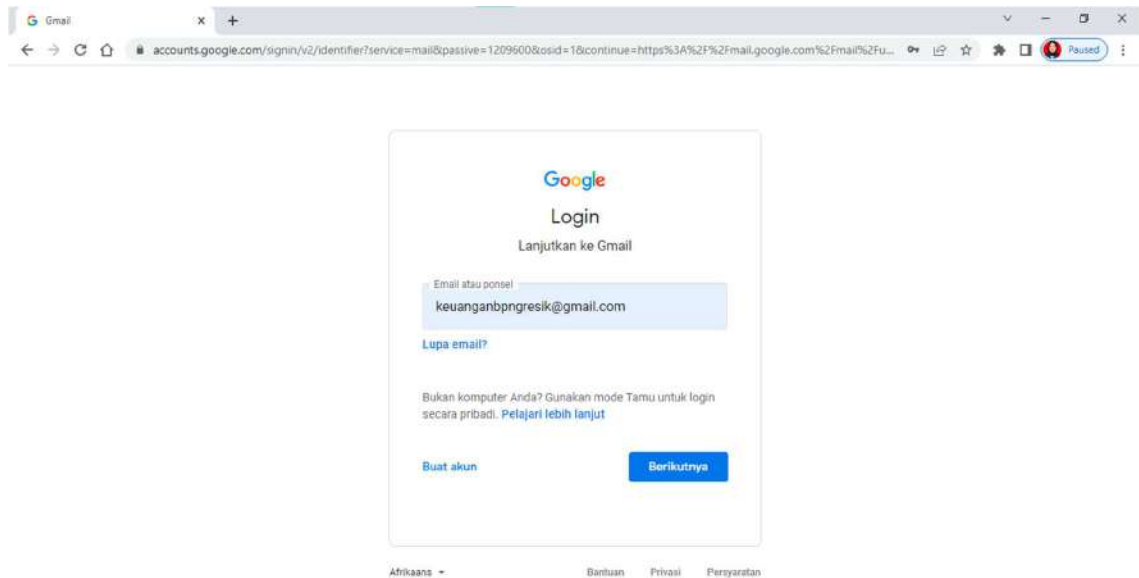 Gmail
accounts.google.com/signin/v2/identifier?service=mail&passive=1209600&osid=1&continue=https%3A%2F%2Fmail.google.com%2Fmail%2Fu...
Paused
Google
Login
Lanjutkan ke Gmail
Email atau ponsel
keuanganbpngresik@gmail.com
Lupa email?
Bukan komputer Anda? Gunakan mode Tamu untuk login
secara pribadi. Pelajari lebih lanjut
Buat akun
Berikutnya
Afrikaans
Bantuan
Privasi
Persyaratan